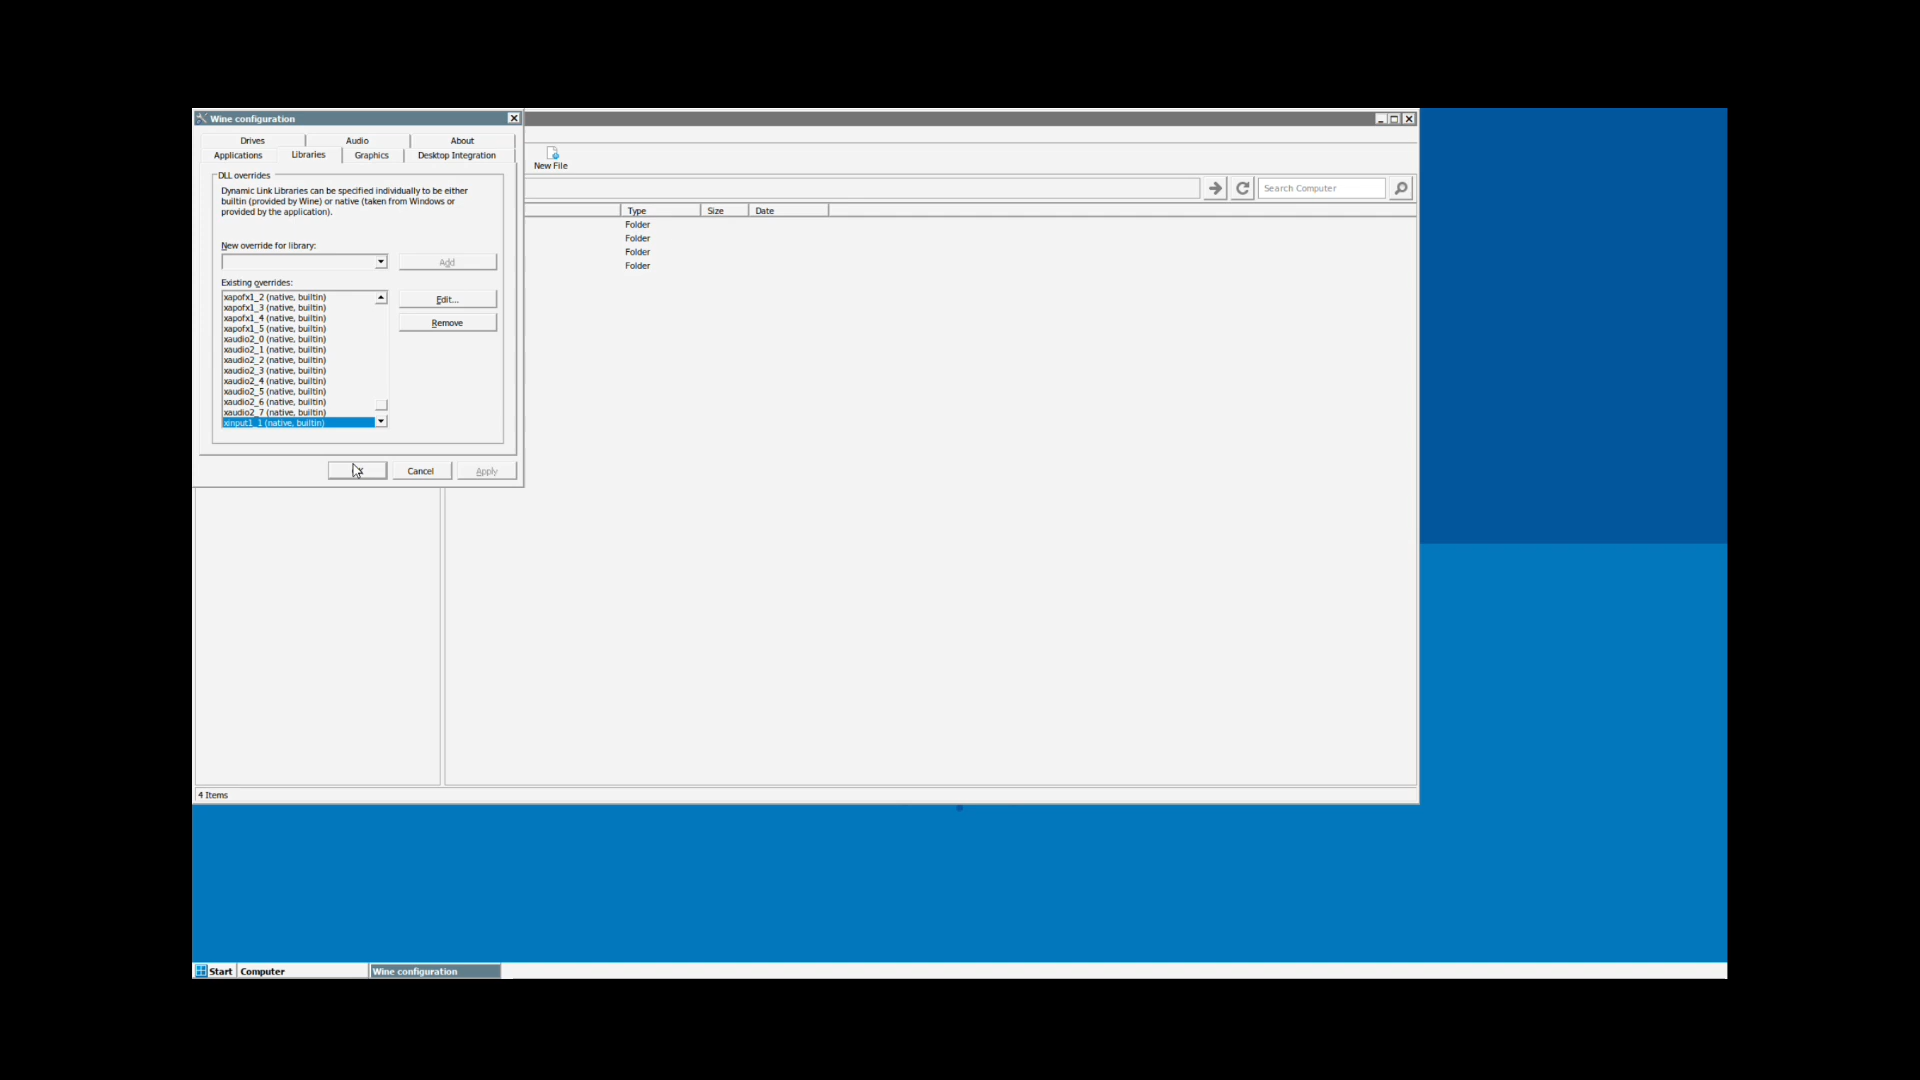 Wine configuration
Drives
Audio
About
Applications
Libraries
Graphics
Desktop Integration
DLL overrides
Dynamic Link Libraries can be specified individually to be either
builtin (provided by Wine) or native (taken from Windows or
provided by the application).
New override for library:
Add
Existing overrides:
xapofx1_2 (native, builtin)
xapofx1_3 (native, builtin)
xapofx1_4 (native, builtin)
xapofx1_5 (native, builtin)
xaudio2_0 (native, builtin)
xaudio2_1 (native, builtin)
xaudio2_2 (native, builtin)
xaudio2_3 (native, builtin)
xaudio2_4 (native, builtin)
xaudio2_5 (native, builtin)
xaudio2_6 (native, builtin)
xaudio2_7 (native, builtin)
xinput1_1 (native, builtin)
Edit...
Remove
Cancel
Apply
New File
Search Computer
Type
Size
Date
Folder
Folder
Folder
Folder
4 Items
Start
Computer
Wine configuration